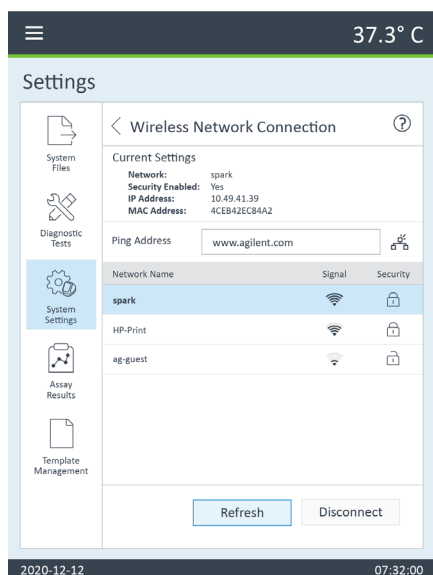 37.3° C
Settings
System
Files
Diagnostic
Tests
System
Settings
Assay
Results
Template
Management
Wireless Network Connection
?
Current Settings
Network: spark
Security Enabled: Yes
IP Address: 10.49.41.39
MAC Address: 4CEB42EC84A2
Ping Address www.agilent.com
Network Name Signal Security
spark
HP-Print
ag-guest
Refresh Disconnect
2020-12-12 07:32:00